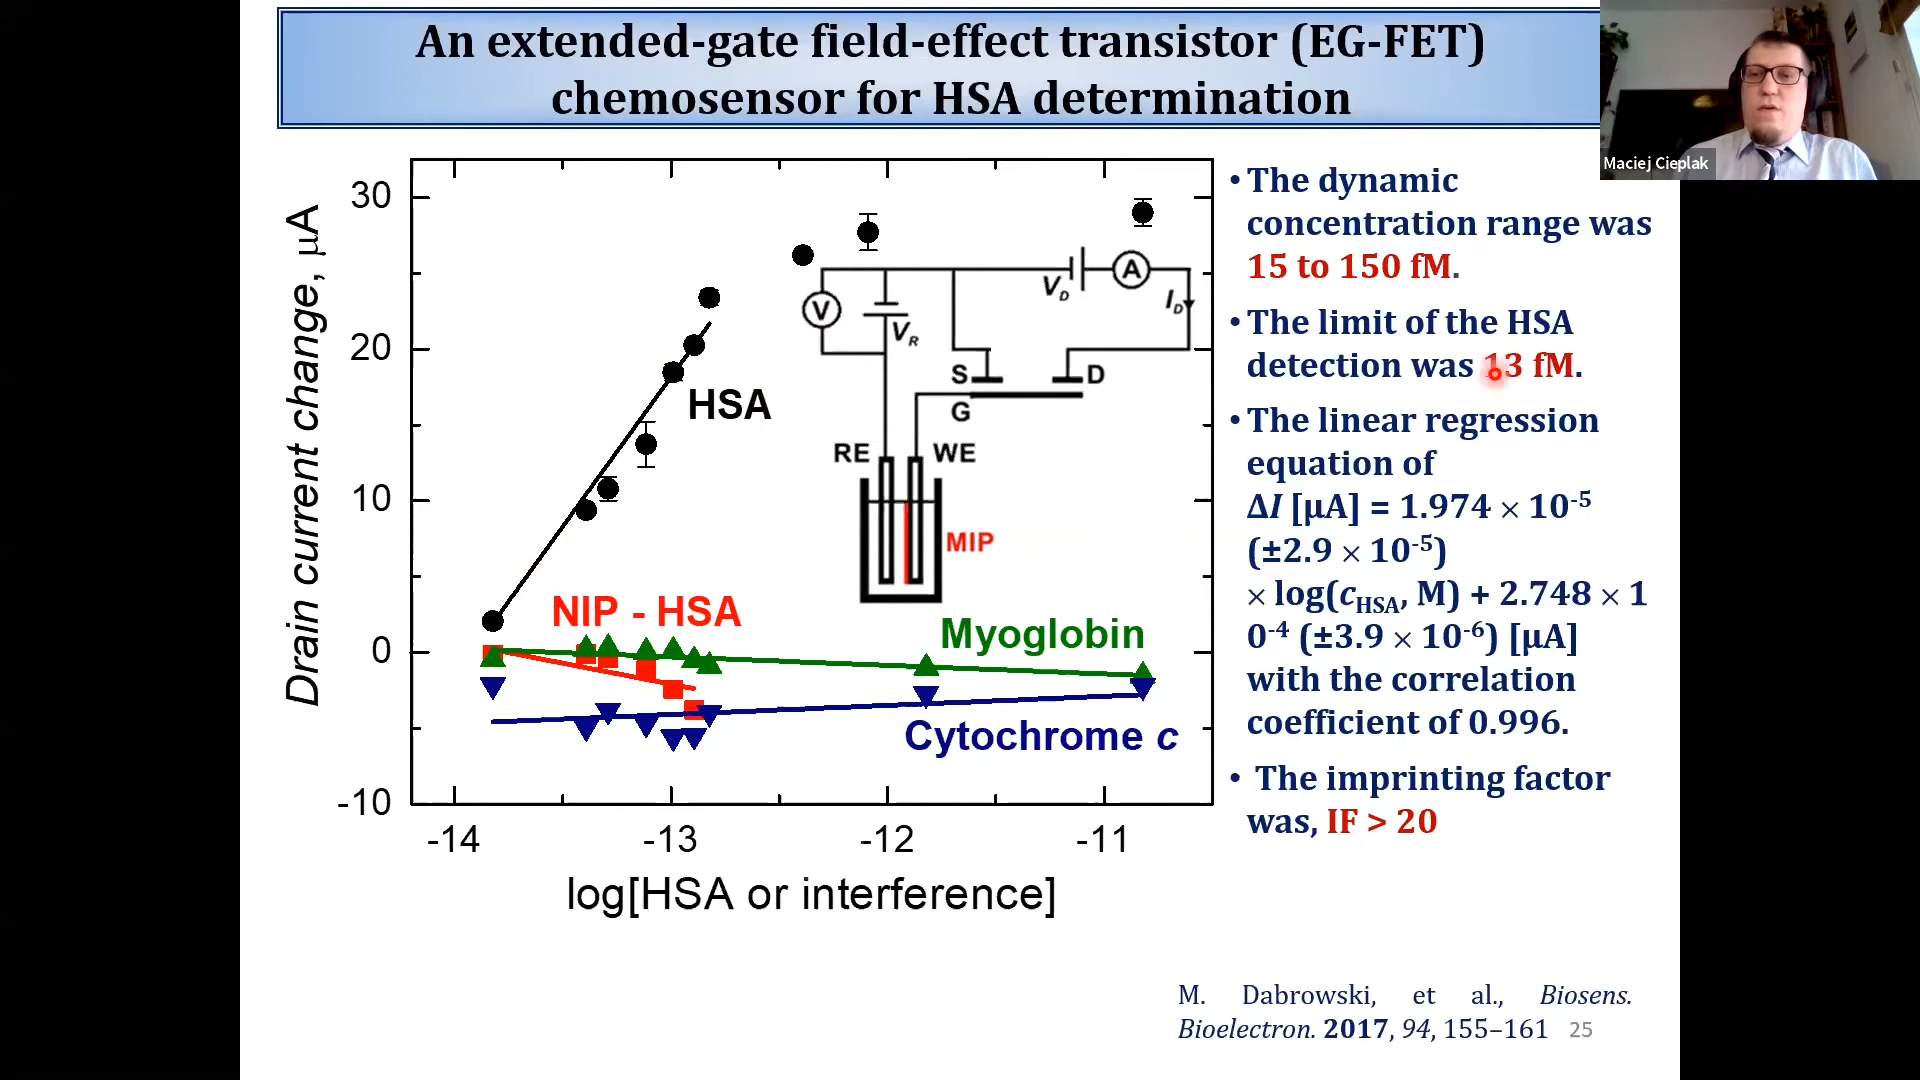 An extended-gate field-effect transistor (EG-FET)
chemosensor for HSA determination
Maciej Cieplak
Drain current change, µA
30
20
10
0
-10
-14
-13
-12
-11
log[HSA or interference]
HSA
NIP - HSA
Myoglobin
Cytochrome c
V
V_R
V_D
A
I_D
S
D
G
RE
WE
MIP
• The dynamic
concentration range was
15 to 150 fM.
• The limit of the HSA
detection was 13 fM.
• The linear regression
equation of
ΔI [µA] = 1.974 × 10⁻⁵
(±2.9 × 10⁻⁵)
× log(c_HSA, M) + 2.748 × 1
0⁻⁴ (±3.9 × 10⁻⁶) [µA]
with the correlation
coefficient of 0.996.
• The imprinting factor
was, IF > 20
M. Dabrowski, et al., Biosens.
Bioelectron. 2017, 94, 155–161
25